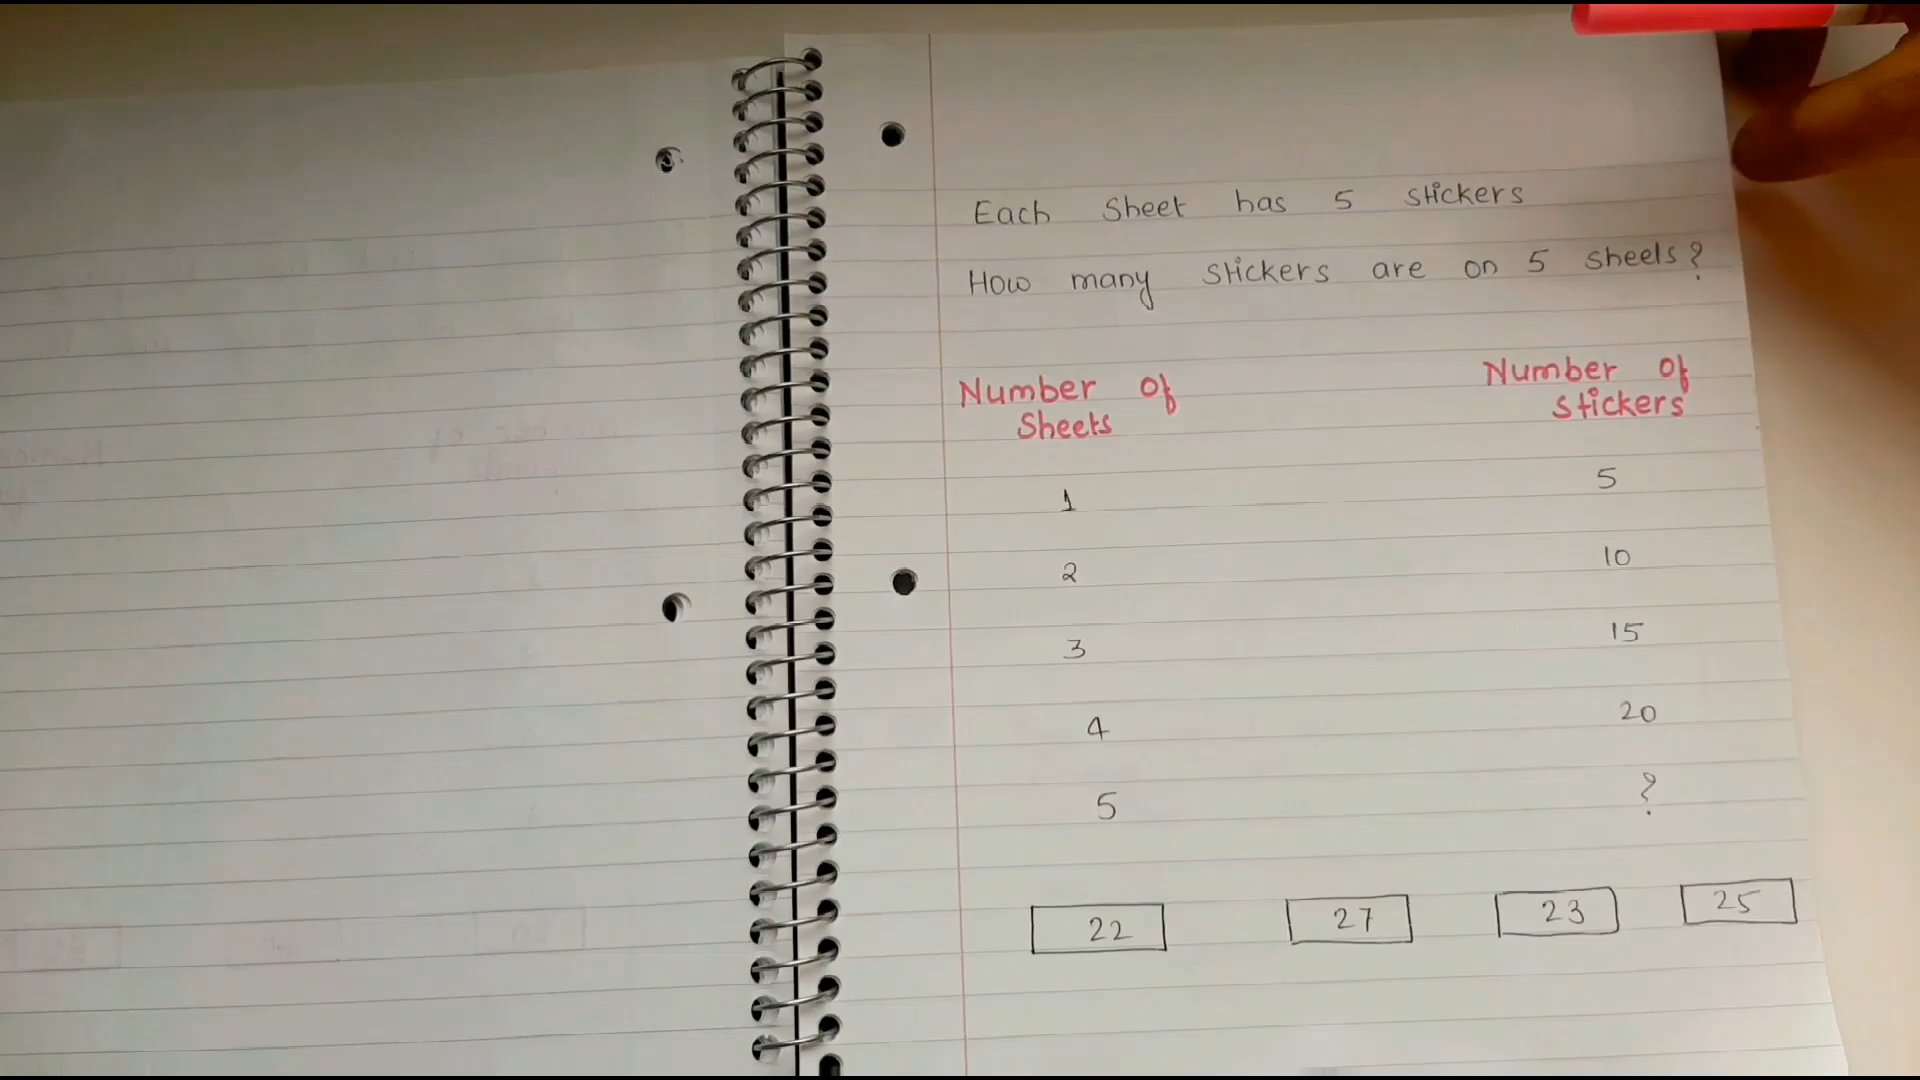 Each Sheet has 5 stickers
How many stickers are on 5 sheets?
Number of Sheets
Number of Stickers
1 5
2 10
3 15
4 20
5 ?
22 27 23 25